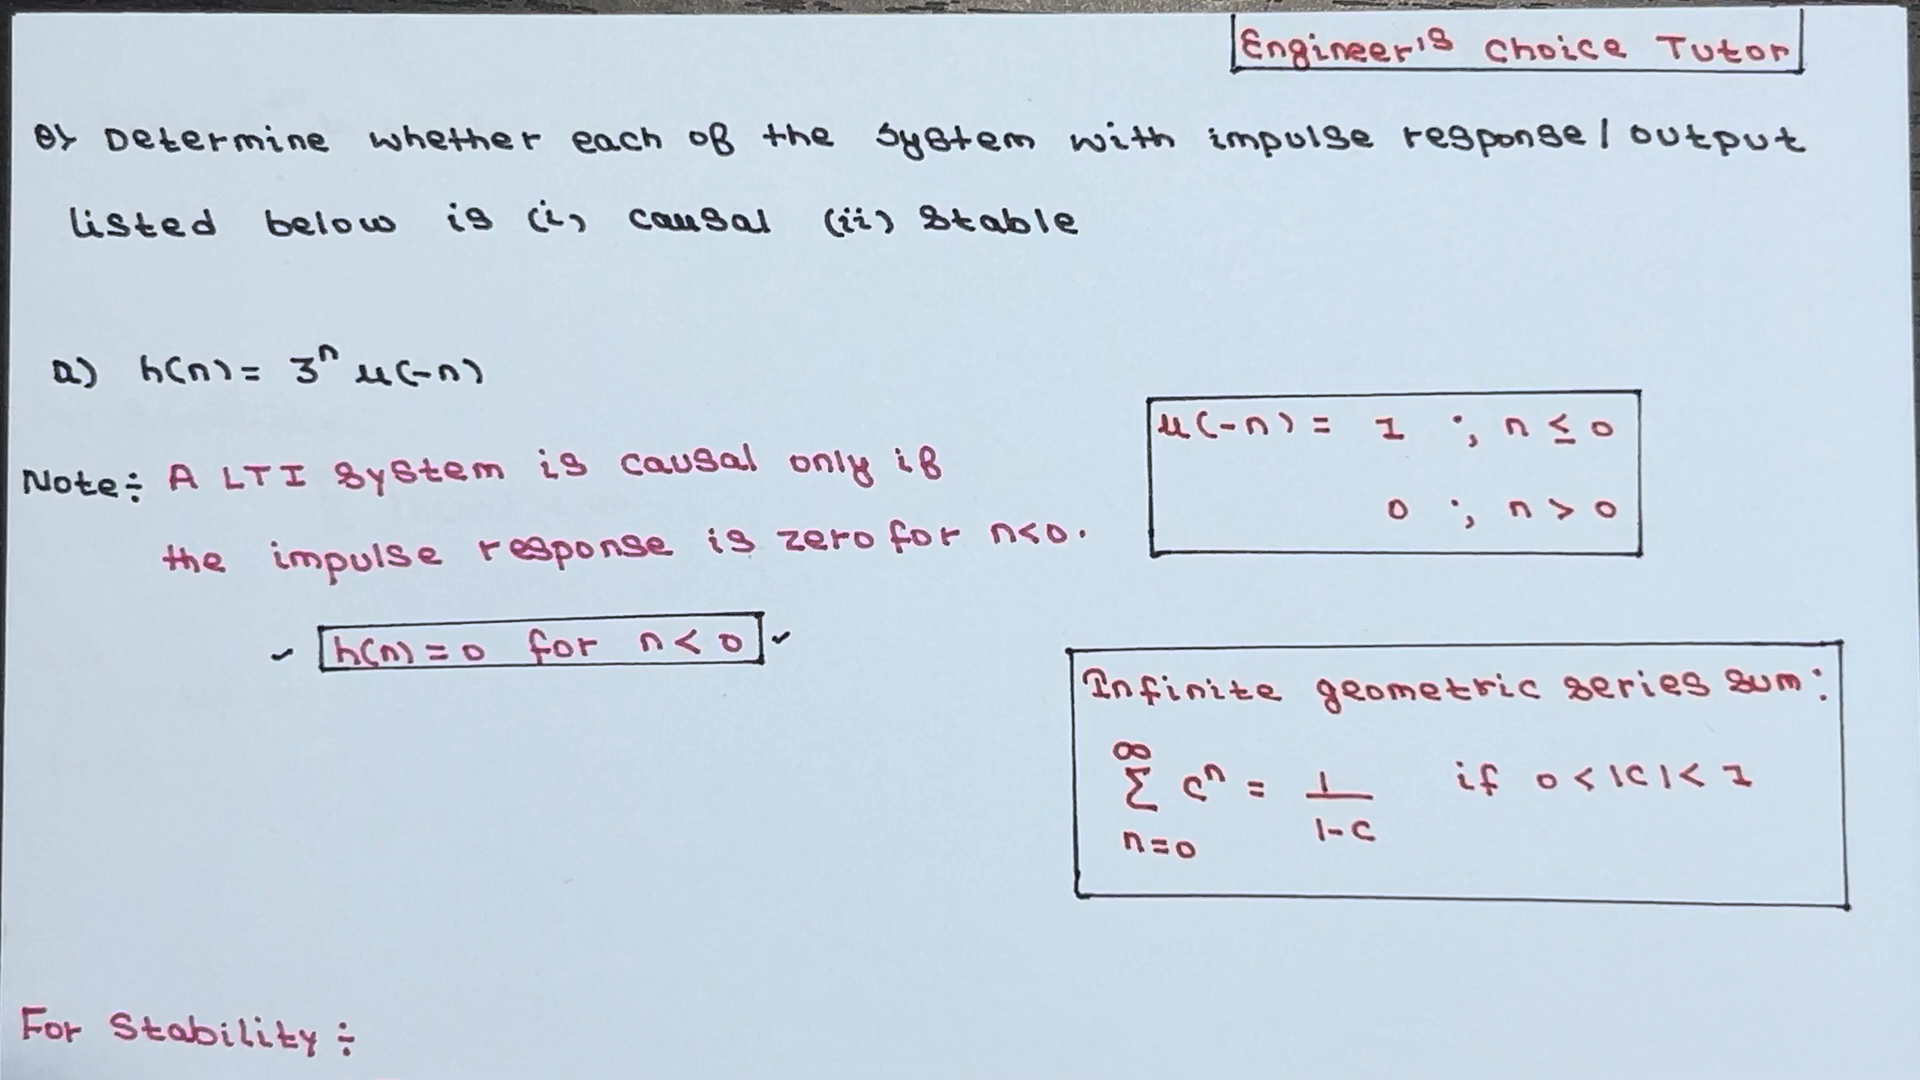 Engineer's Choice Tutor
Q) Determine whether each of the system with impulse response/output
listed below is (i) causal (ii) stable
a) h(n) = 3ⁿ u(-n)
u(-n) = 1 ; n ≤ 0
0 ; n > 0
Note:- A LTI system is causal only if
the impulse response is zero for n<0.
✓ h(n) = 0 for n < 0 ✓
Infinite geometric series sum:
∞
Σ cⁿ = 1/(1-c) if 0 < |c| < 1
n=0
For Stability:-